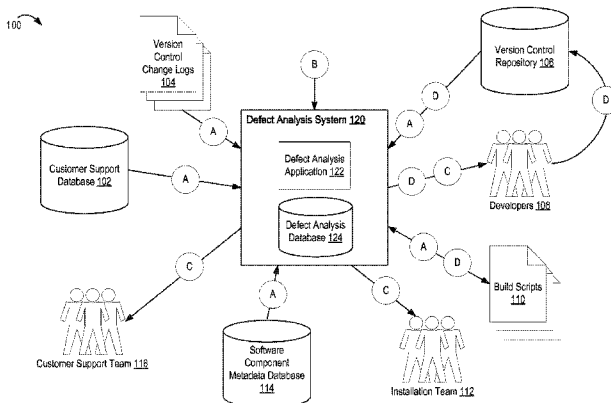 100
Version
Control
Change Logs
104
B
Version Control
Repository 106
D
A
D
A
Defect Analysis System 120
Defect Analysis
Application
122
Customer Support
Database 102
A
D
C
Developers 108
Defect Analysis
Database 124
A
D
Build Scripts
110
C
A
C
Customer Support Team 116
Software
Component
Metadata Database
114
Installation Team 112